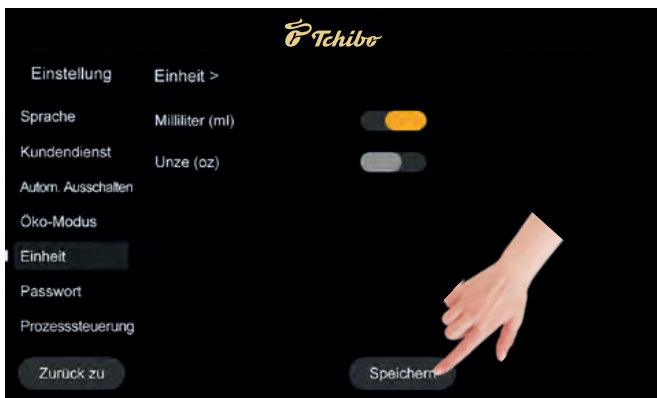 Tchibo
Einstellung
Einheit >
Sprache
Milliliter (ml)
Kundendienst
Unze (oz)
Autom. Ausschalten
Öko-Modus
Einheit
Passwort
Prozesssteuerung
Zurück zu
Speichern